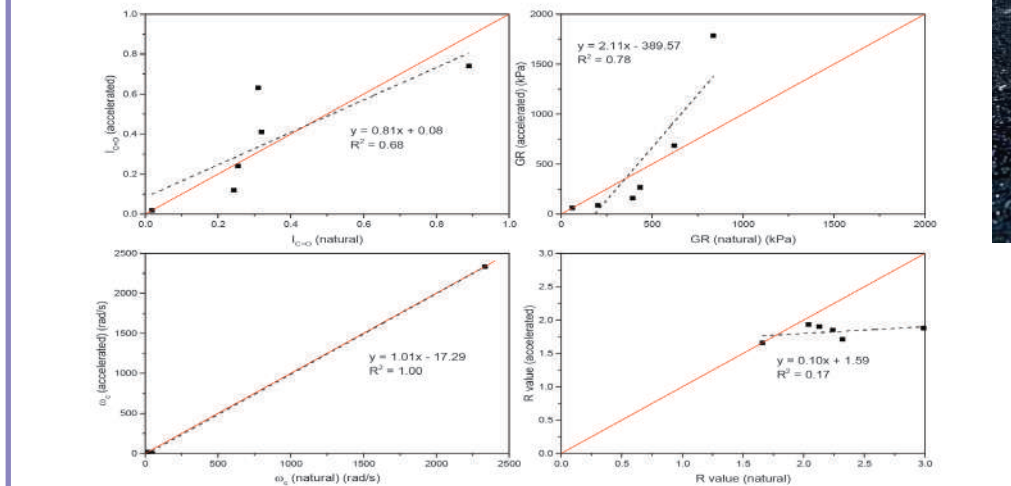 1.0
0.8
0.6
0.4
0.2
0.0
I_C=O (accelerated)
y = 0.81x + 0.08
R² = 0.68
0.0 0.2 0.4 0.6 0.8 1.0
I_C=O (natural)
2000
1500
1000
500
0
GR (accelerated) (kPa)
y = 2.11x - 389.57
R² = 0.78
0 500 1000 1500 2000
GR (natural) (kPa)
2500
2000
1500
1000
500
0
ω_c (accelerated) (rad/s)
y = 1.01x - 17.29
R² = 1.00
0 500 1000 1500 2000 2500
ω_c (natural) (rad/s)
3.0
2.5
2.0
1.5
1.0
0.5
0.0
R value (accelerated)
y = 0.10x + 1.59
R² = 0.17
0.0 0.5 1.0 1.5 2.0 2.5 3.0
R value (natural)